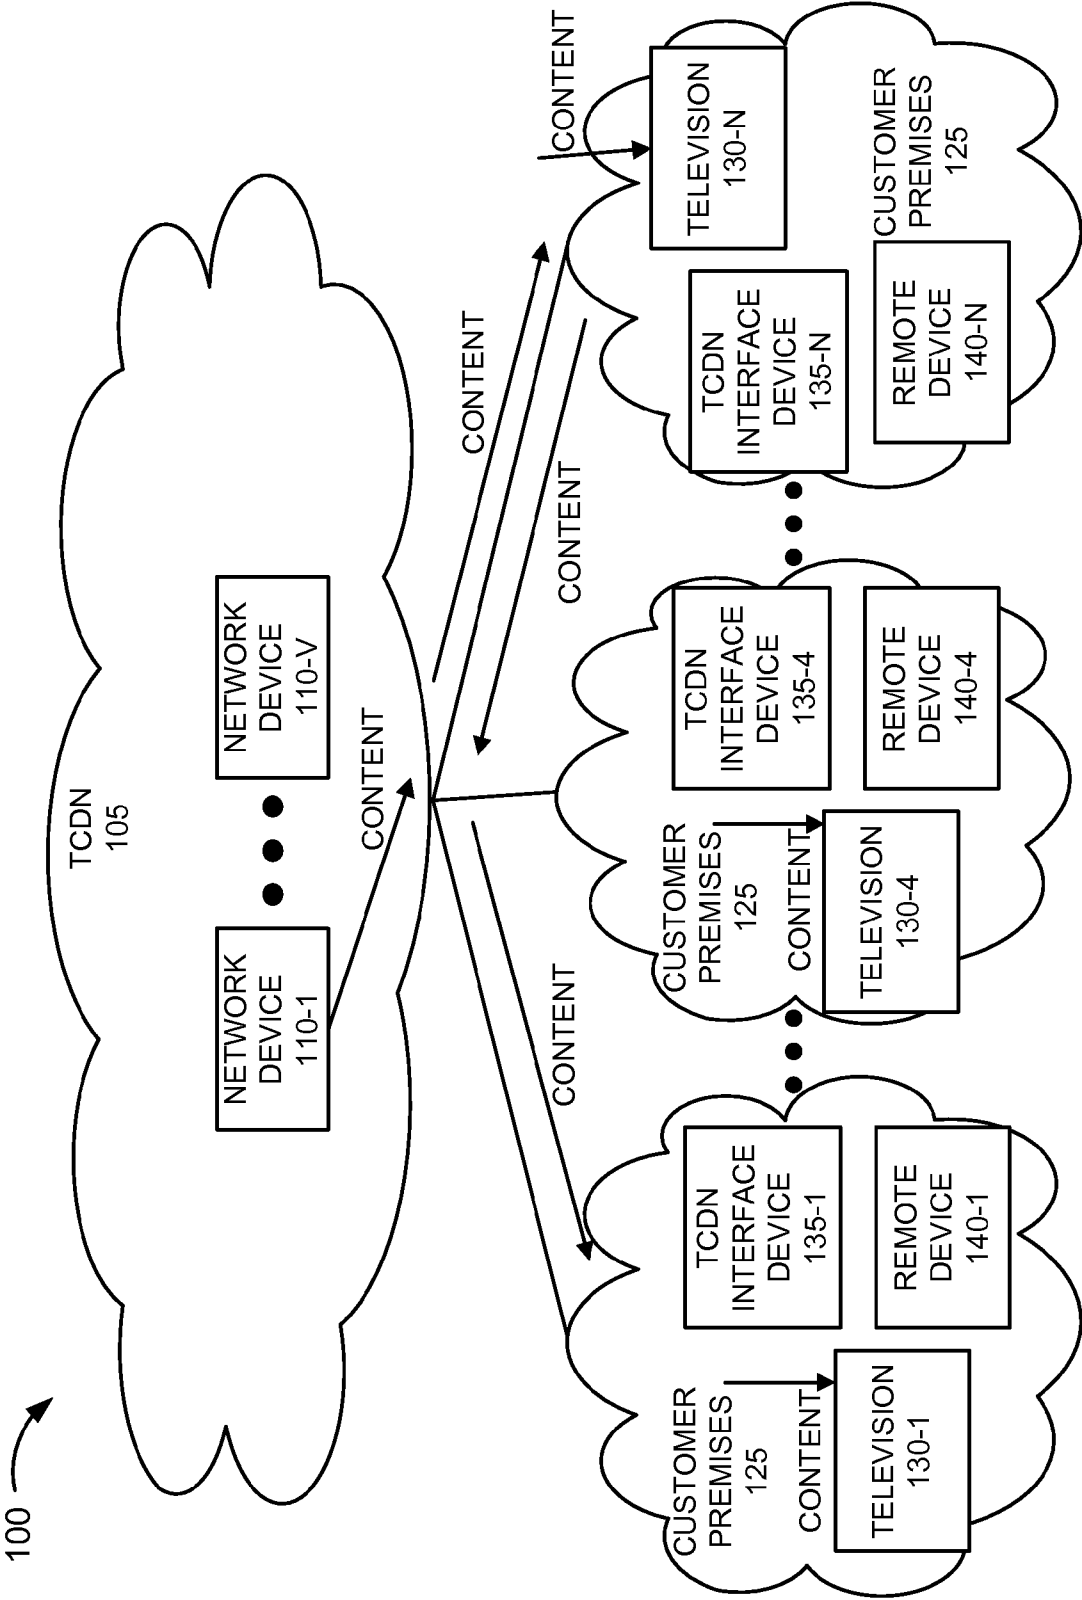 100
TCDN
105
NETWORK
DEVICE
110-1
NETWORK
DEVICE
110-V
CONTENT
CONTENT
CONTENT
CONTENT
CUSTOMER
PREMISES
125
CONTENT
TELEVISION
130-1
TCDN
INTERFACE
DEVICE
135-1
REMOTE
DEVICE
140-1
CUSTOMER
PREMISES
125
CONTENT
TELEVISION
130-4
TCDN
INTERFACE
DEVICE
135-4
REMOTE
DEVICE
140-4
TCDN
INTERFACE
DEVICE
135-N
REMOTE
DEVICE
140-N
CONTENT
TELEVISION
130-N
CUSTOMER
PREMISES
125